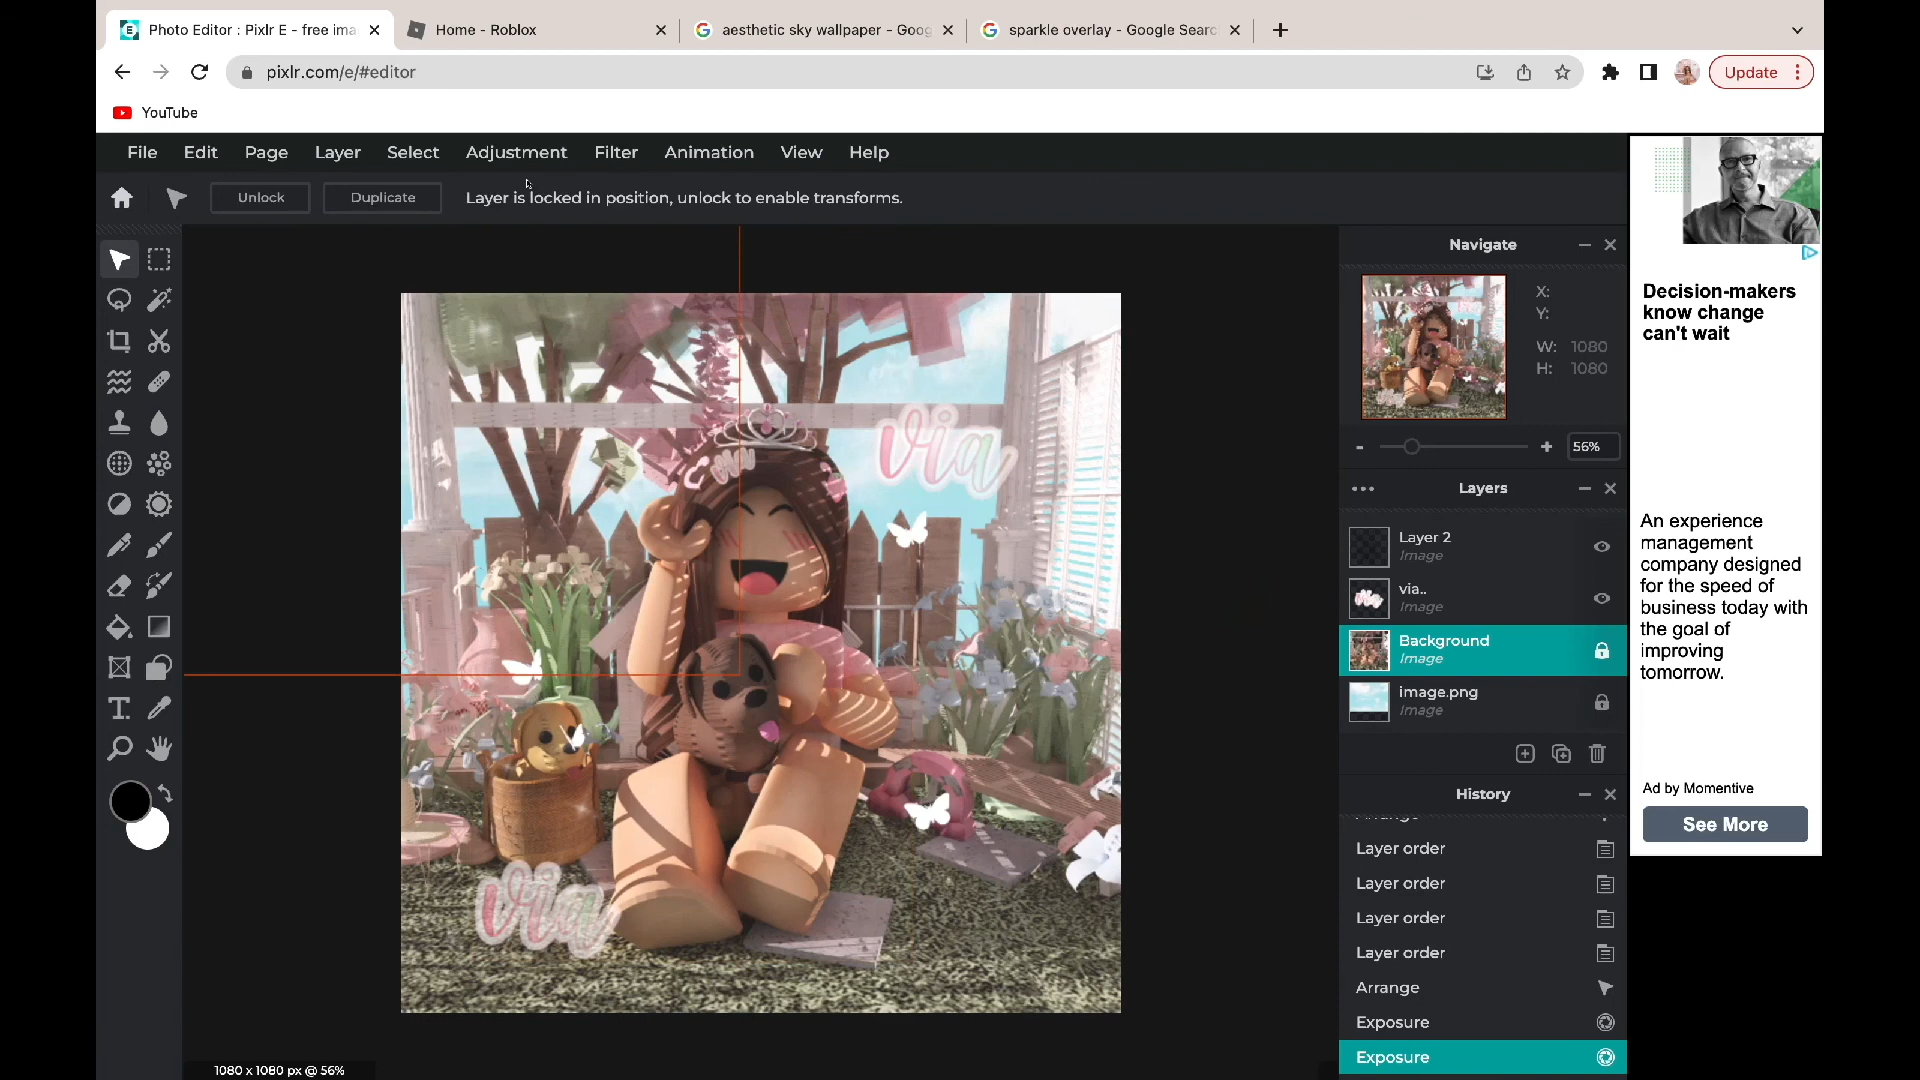 Photo Editor : Pixlr E - free ima
Home - Roblox
aesthetic sky wallpaper - Goog
sparkle overlay - Google Searc
pixlr.com/e/#editor
Update
YouTube
File Edit Page Layer Select Adjustment Filter Animation View Help
Unlock
Duplicate
Layer is locked in position, unlock to enable transforms.
Navigate
X:
Y:
W: 1080
H: 1080
56%
Layers
Layer 2
Image
via..
Image
Background
Image
image.png
Image
History
Arrange
Layer order
Layer order
Layer order
Layer order
Arrange
Exposure
Exposure
via
via
1080 x 1080 px @ 56%
Decision-makers
know change
can't wait
An experience
management
company designed
for the speed of
business today with
the goal of
improving
tomorrow.
Ad by Momentive
See More